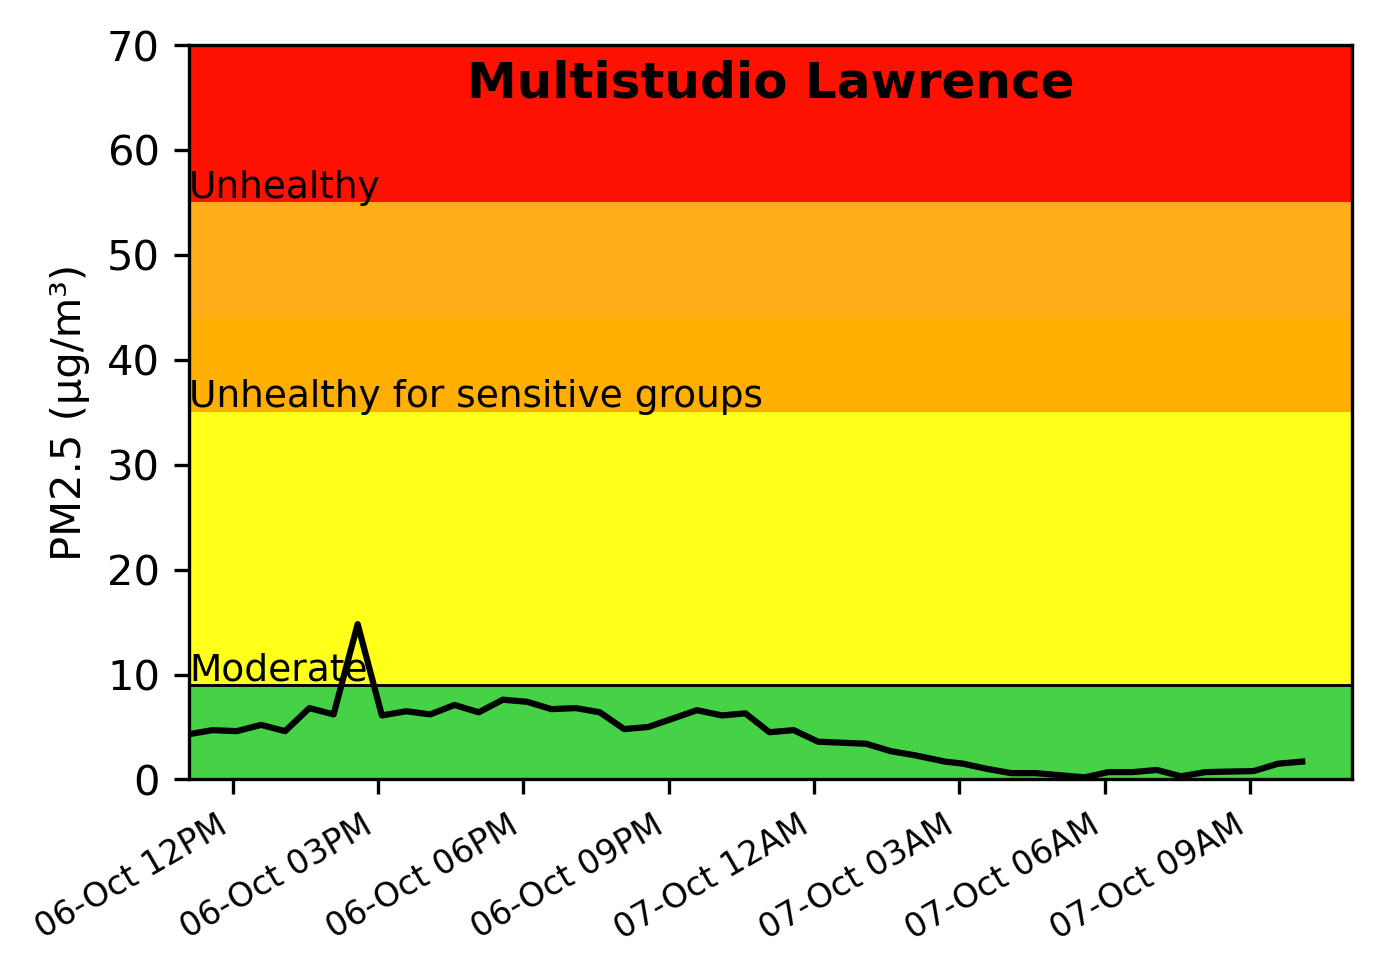 Multistudio Lawrence
PM2.5 (µg/m³)
70
60
50
40
30
20
10
0
Unhealthy
Unhealthy for sensitive groups
Moderate
06-Oct 12PM
06-Oct 03PM
06-Oct 06PM
06-Oct 09PM
07-Oct 12AM
07-Oct 03AM
07-Oct 06AM
07-Oct 09AM